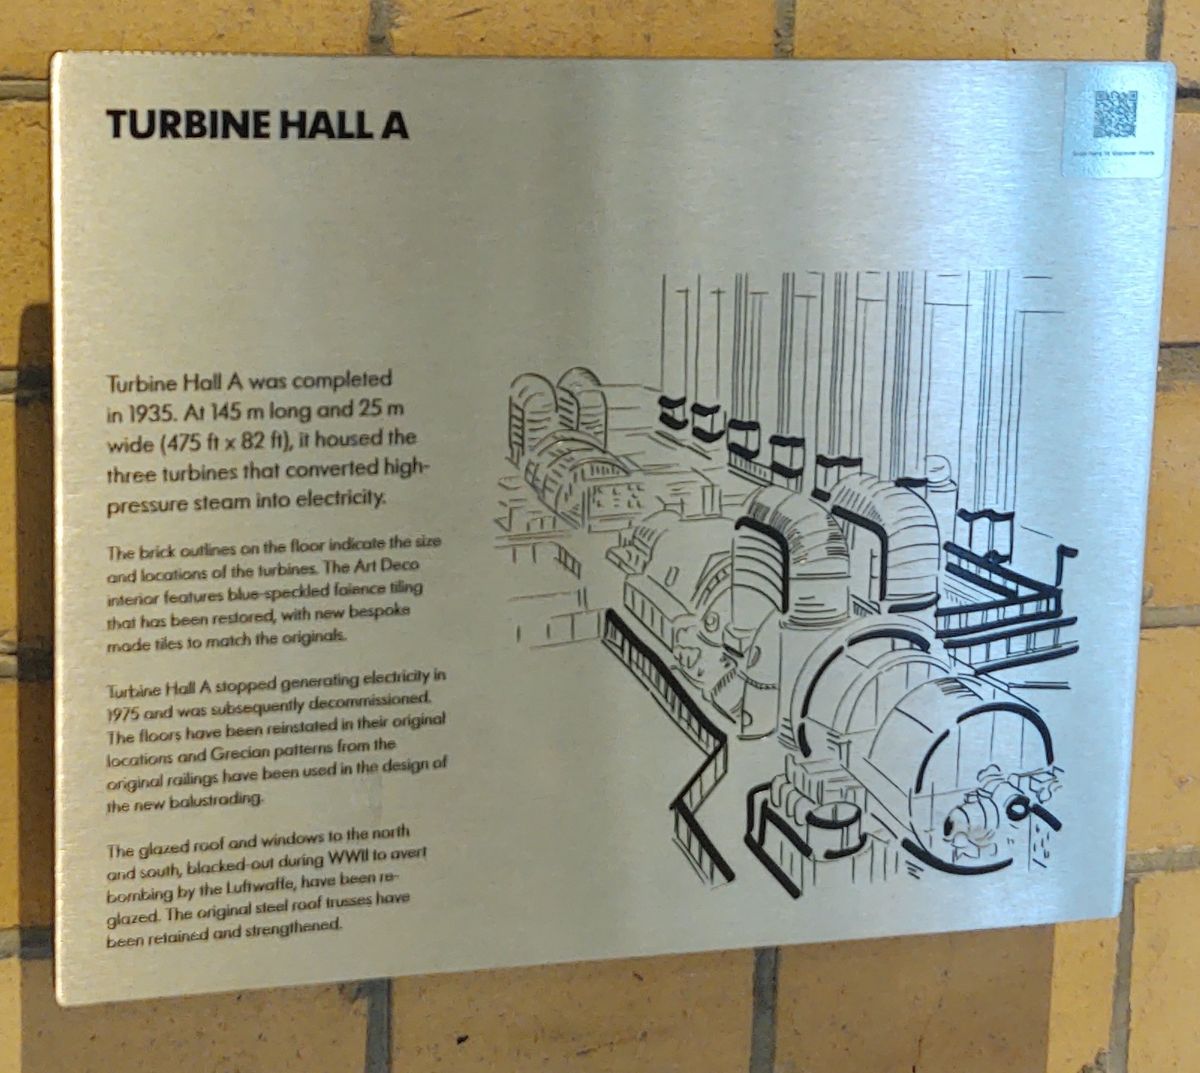 TURBINE HALL A
Turbine Hall A was completed
in 1935. At 145 m long and 25 m
wide (475 ft x 82 ft), it housed the
three turbines that converted high-
pressure steam into electricity.
The brick outlines on the floor indicate the size
and locations of the turbines. The Art Deco
interior features blue-speckled faience tiling
that has been restored, with new bespoke
made tiles to match the originals.
Turbine Hall A stopped generating electricity in
1975 and was subsequently decommissioned.
The floors have been reinstated in their original
locations and Grecian patterns from the
original railings have been used in the design of
the new balustrading.
The glazed roof and windows to the north
and south, blacked-out during WWII to avert
bombing by the Luftwaffe, have been re-
glazed. The original steel roof trusses have
been retained and strengthened.